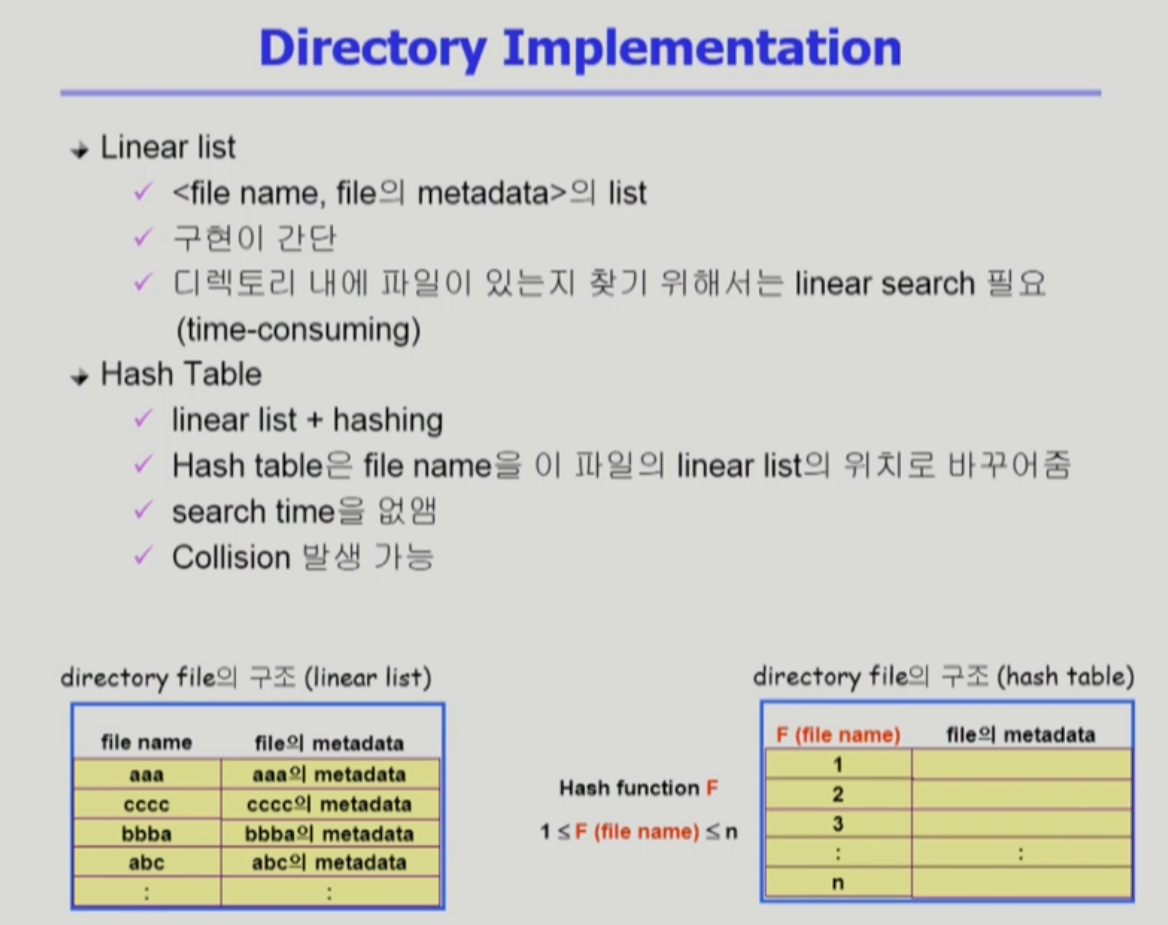 Directory Implementation
Linear list
<file name, file의 metadata>의 list
구현이 간단
디렉토리 내에 파일이 있는지 찾기 위해서는 linear search 필요
(time-consuming)
Hash Table
linear list + hashing
Hash table은 file name을 이 파일의 linear list의 위치로 바꾸어줌
search time을 없앰
Collision 발생 가능
directory file의 구조 (linear list)
file name file의 metadata
aaa aaa의 metadata
cccc cccc의 metadata
bbba bbba의 metadata
abc abc의 metadata
: :
Hash function F
1 ≤ F (file name) ≤ n
directory file의 구조 (hash table)
F (file name) file의 metadata
1
2
3
: :
n